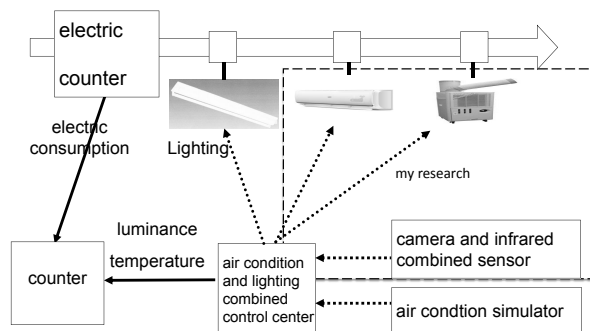 electric
counter
electric
consumption
Lighting
my research
luminance
temperature
counter
air condition
and lighting
combined
control center
camera and infrared
combined sensor
air condtion simulator